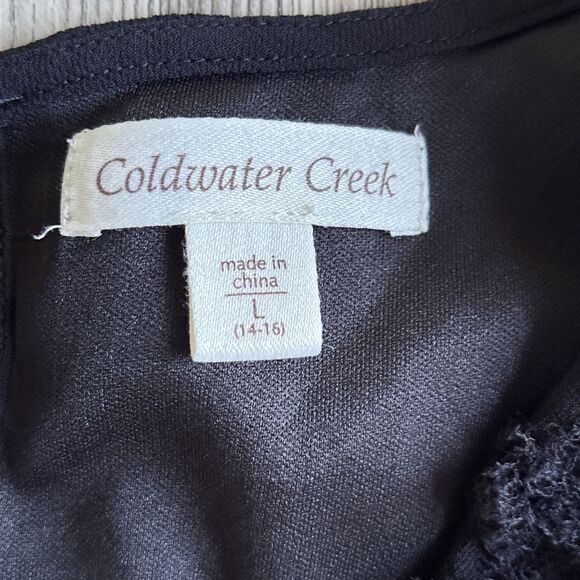 Coldwater Creek
made in
china
L
(14-16)